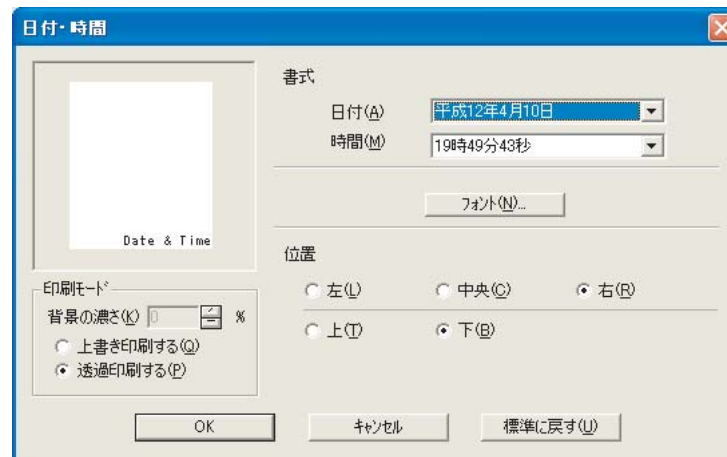 日付・時間
Date & Time
印刷モード
背景の濃さ(K) 0 %
上書き印刷する(O)
透過印刷する(P)
書式
日付(A) 平成12年4月10日
時間(M) 19時49分43秒
フォント(N)...
位置
左(L) 中央(C) 右(R)
上(T) 下(B)
OK キャンセル 標準に戻す(U)